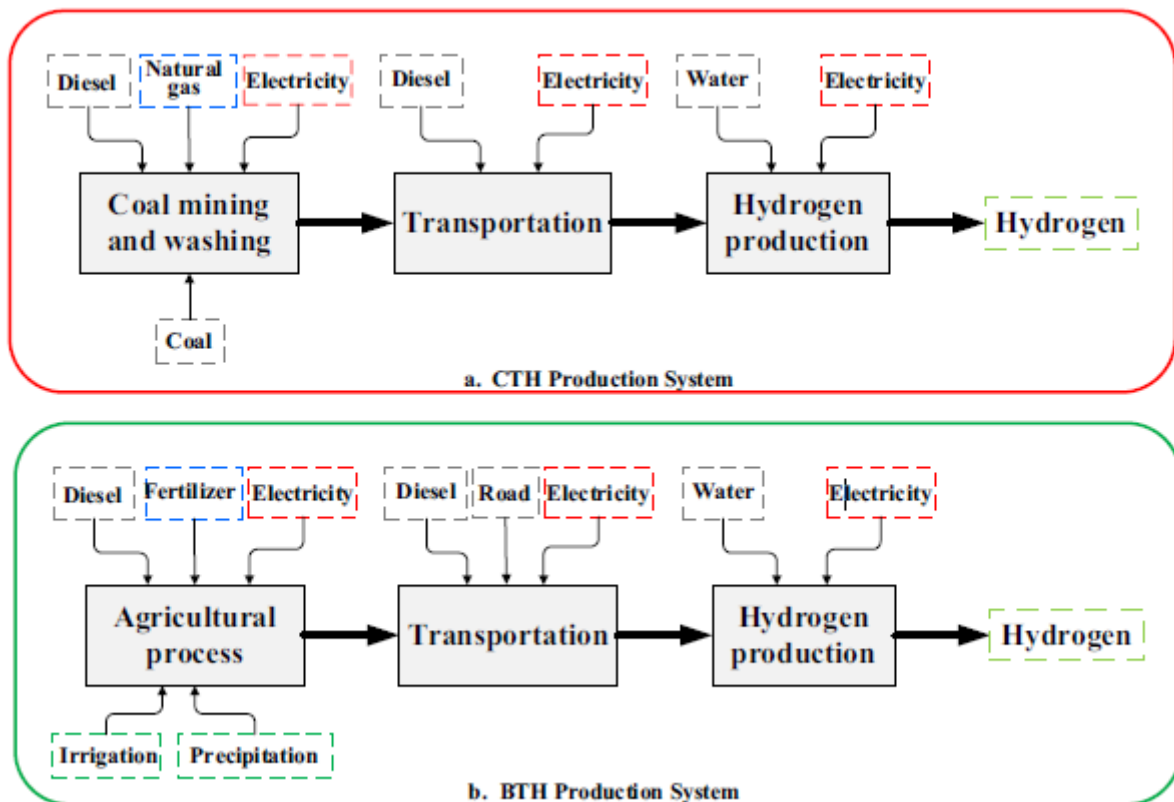 Diesel
Natural
gas
Electricity
Diesel
Electricity
Water
Electricity
Coal mining
and washing
Transportation
Hydrogen
production
Hydrogen
Coal
a. CTH Production System
Diesel
Fertilizer
Electricity
Diesel
Road
Electricity
Water
Electricity
Agricultural
process
Transportation
Hydrogen
production
Hydrogen
Irrigation
Precipitation
b. BTH Production System